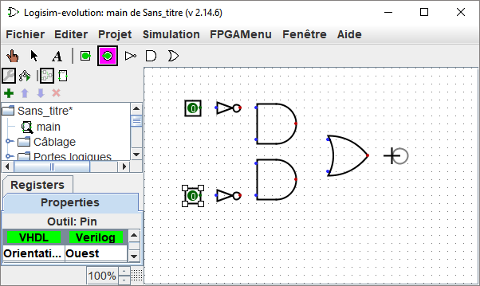 Logisim-evolution: main de Sans_titre (v 2.14.6)
Fichier Editer Projet Simulation FPGAMenu Fenêtre Aide
A
Sans_titre*
main
Câblage
Portes logiques
Registers
Properties
Outil: Pin
VHDL Verilog
Orientati... Ouest
100%
0
0